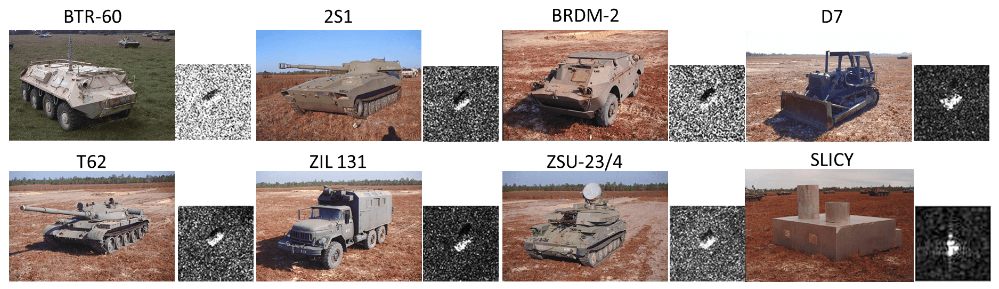 BTR-60
2S1
BRDM-2
D7
T62
ZIL 131
ZSU-23/4
SLICY